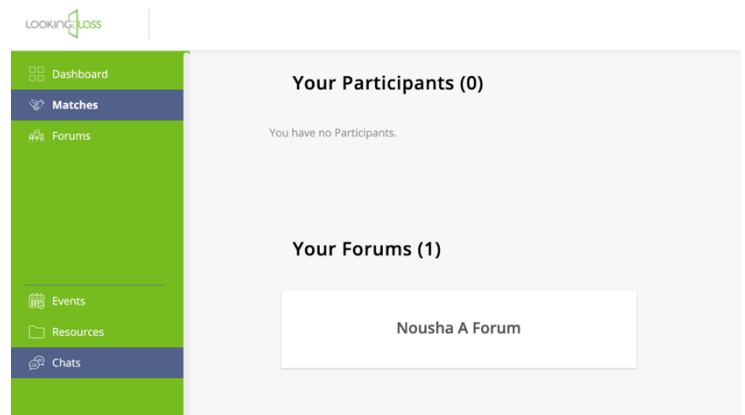 LOOKINGGLASS
Dashboard
Matches
Forums
Events
Resources
Chats
Your Participants (0)
You have no Participants.
Your Forums (1)
Nousha A Forum